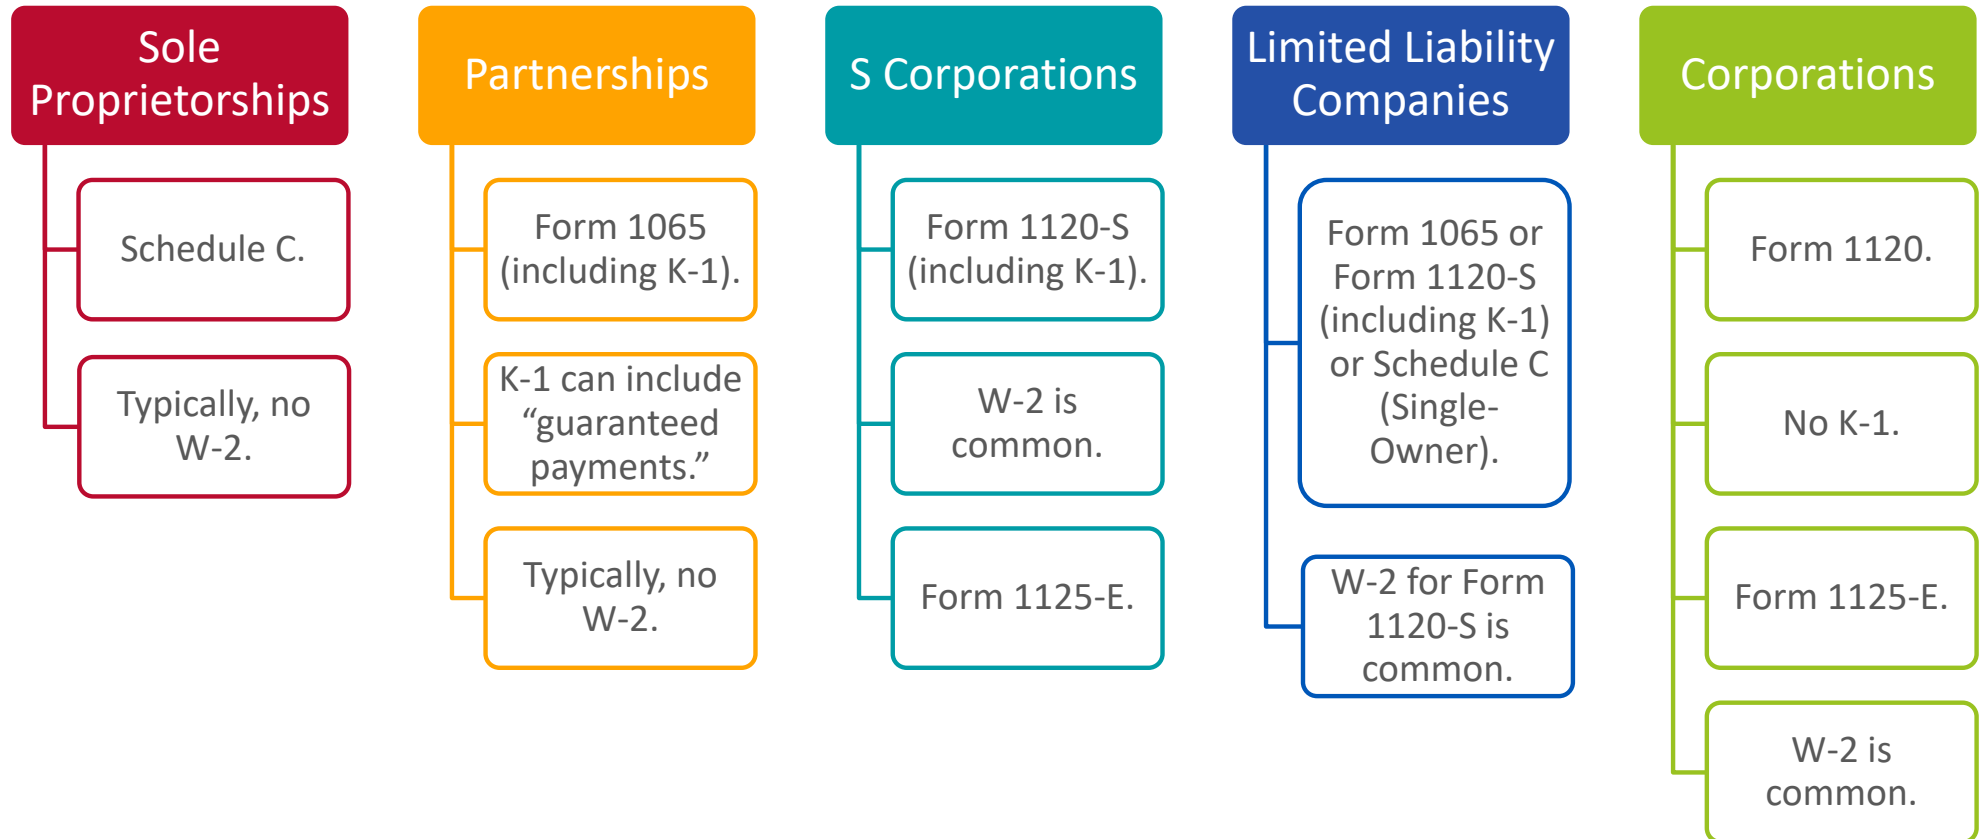 Sole
Proprietorships
Schedule C.
Typically, no
W-2.
Partnerships
Form 1065
(including K-1).
K-1 can include
“guaranteed
payments.”
Typically, no
W-2.
S Corporations
Form 1120-S
(including K-1).
W-2 is
common.
Form 1125-E.
Limited Liability
Companies
Form 1065 or
Form 1120-S
(including K-1)
or Schedule C
(Single-
Owner).
W-2 for Form
1120-S is
common.
Corporations
Form 1120.
No K-1.
Form 1125-E.
W-2 is
common.